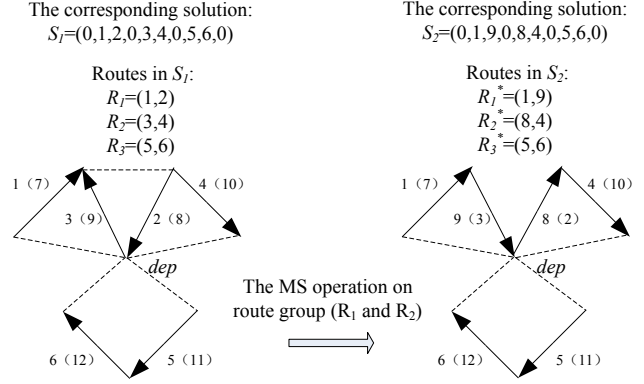 The corresponding solution:
S1=(0,1,2,0,3,4,0,5,6,0)
Routes in S1:
R1=(1,2)
R2=(3,4)
R3=(5,6)
1（7）
3（9）
2（8）
4（10）
dep
6（12）
5（11）
The MS operation on
route group (R1 and R2)
The corresponding solution:
S2=(0,1,9,0,8,4,0,5,6,0)
Routes in S2:
R1*=(1,9)
R2*=(8,4)
R3*=(5,6)
1（7）
9（3）
8（2）
4（10）
dep
6（12）
5（11）